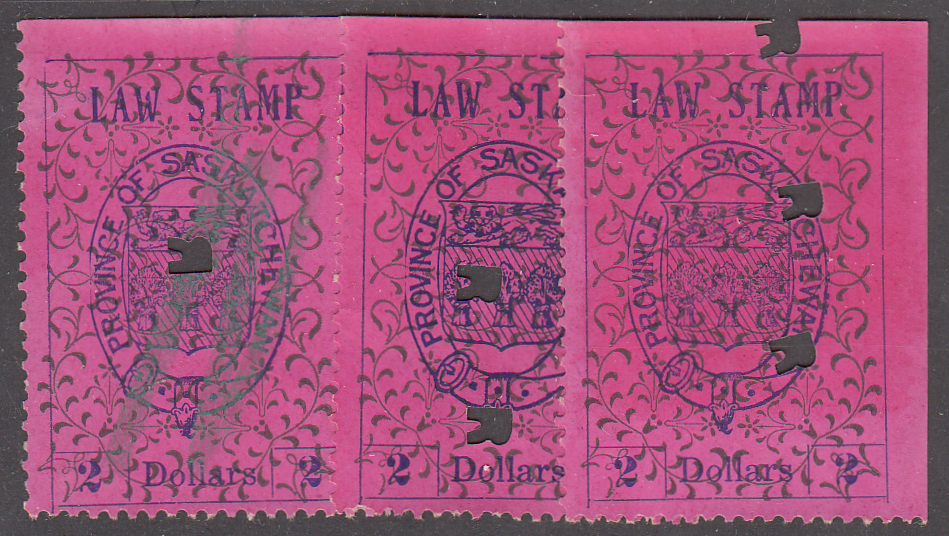 LAW STAMP
PROVINCE OF SASKATCHEWAN
2 Dollars 2
LAW ST
PROVINCE OF SASK
2 Dollars
LAW STAMP
PROVINCE OF SASKATCHEWAN
2 Dollars 2